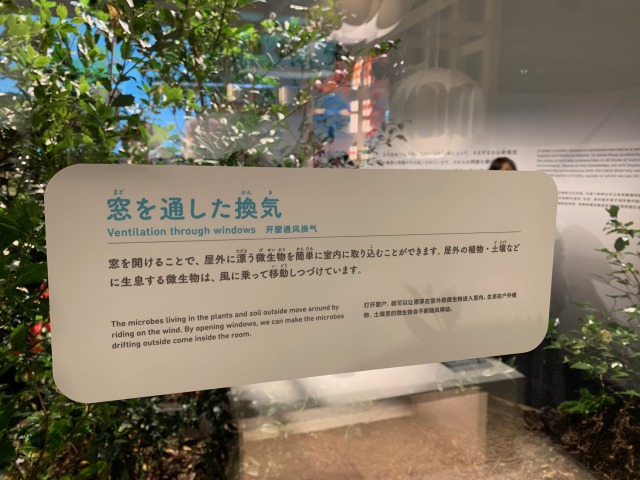 窓を通した換気
Ventilation through windows 开窗通风换气
窓を開けることで、屋外に漂う微生物を簡単に室内に取り込むことができます。屋外の植物・土壌など
に生息する微生物は、風に乗って移動しつづけています。
The microbes living in the plants and soil outside move around by
riding on the wind. By opening windows, we can make the microbes
drifting outside come inside the room.
打开窗户，就可以让漂浮在室外的微生物进入室内。生息在户外植
物、土壤里的微生物会不断随风移动。